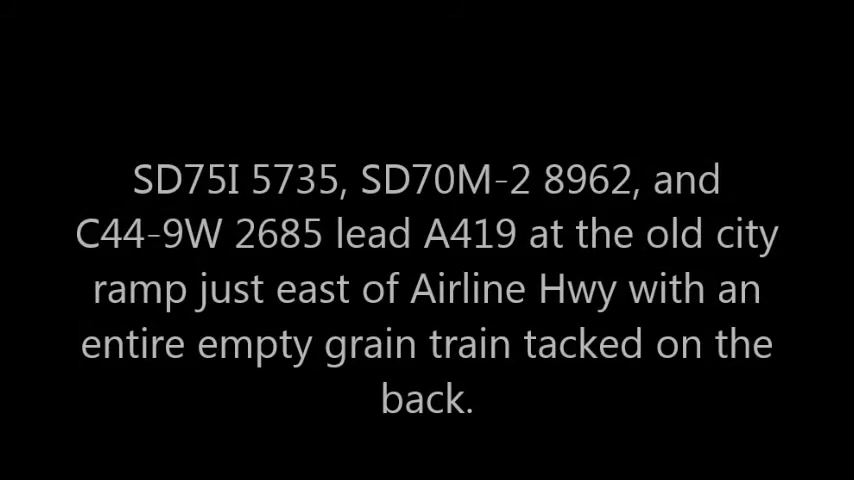 SD75I 5735, SD70M-2 8962, and
C44-9W 2685 lead A419 at the old city
ramp just east of Airline Hwy with an
entire empty grain train tacked on the
back.